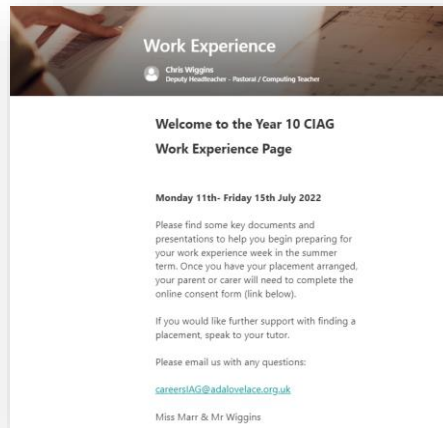 Work Experience
Chris Wiggins
Deputy Headteacher - Pastoral / Computing Teacher
Welcome to the Year 10 CIAG
Work Experience Page
Monday 11th- Friday 15th July 2022
Please find some key documents and
presentations to help you begin preparing for
your work experience week in the summer
term. Once you have your placement arranged,
your parent or carer will need to complete the
online consent form (link below).
If you would like further support with finding a
placement, speak to your tutor.
Please email us with any questions:
careersIAG@adalovelace.org.uk
Miss Marr & Mr Wiggins